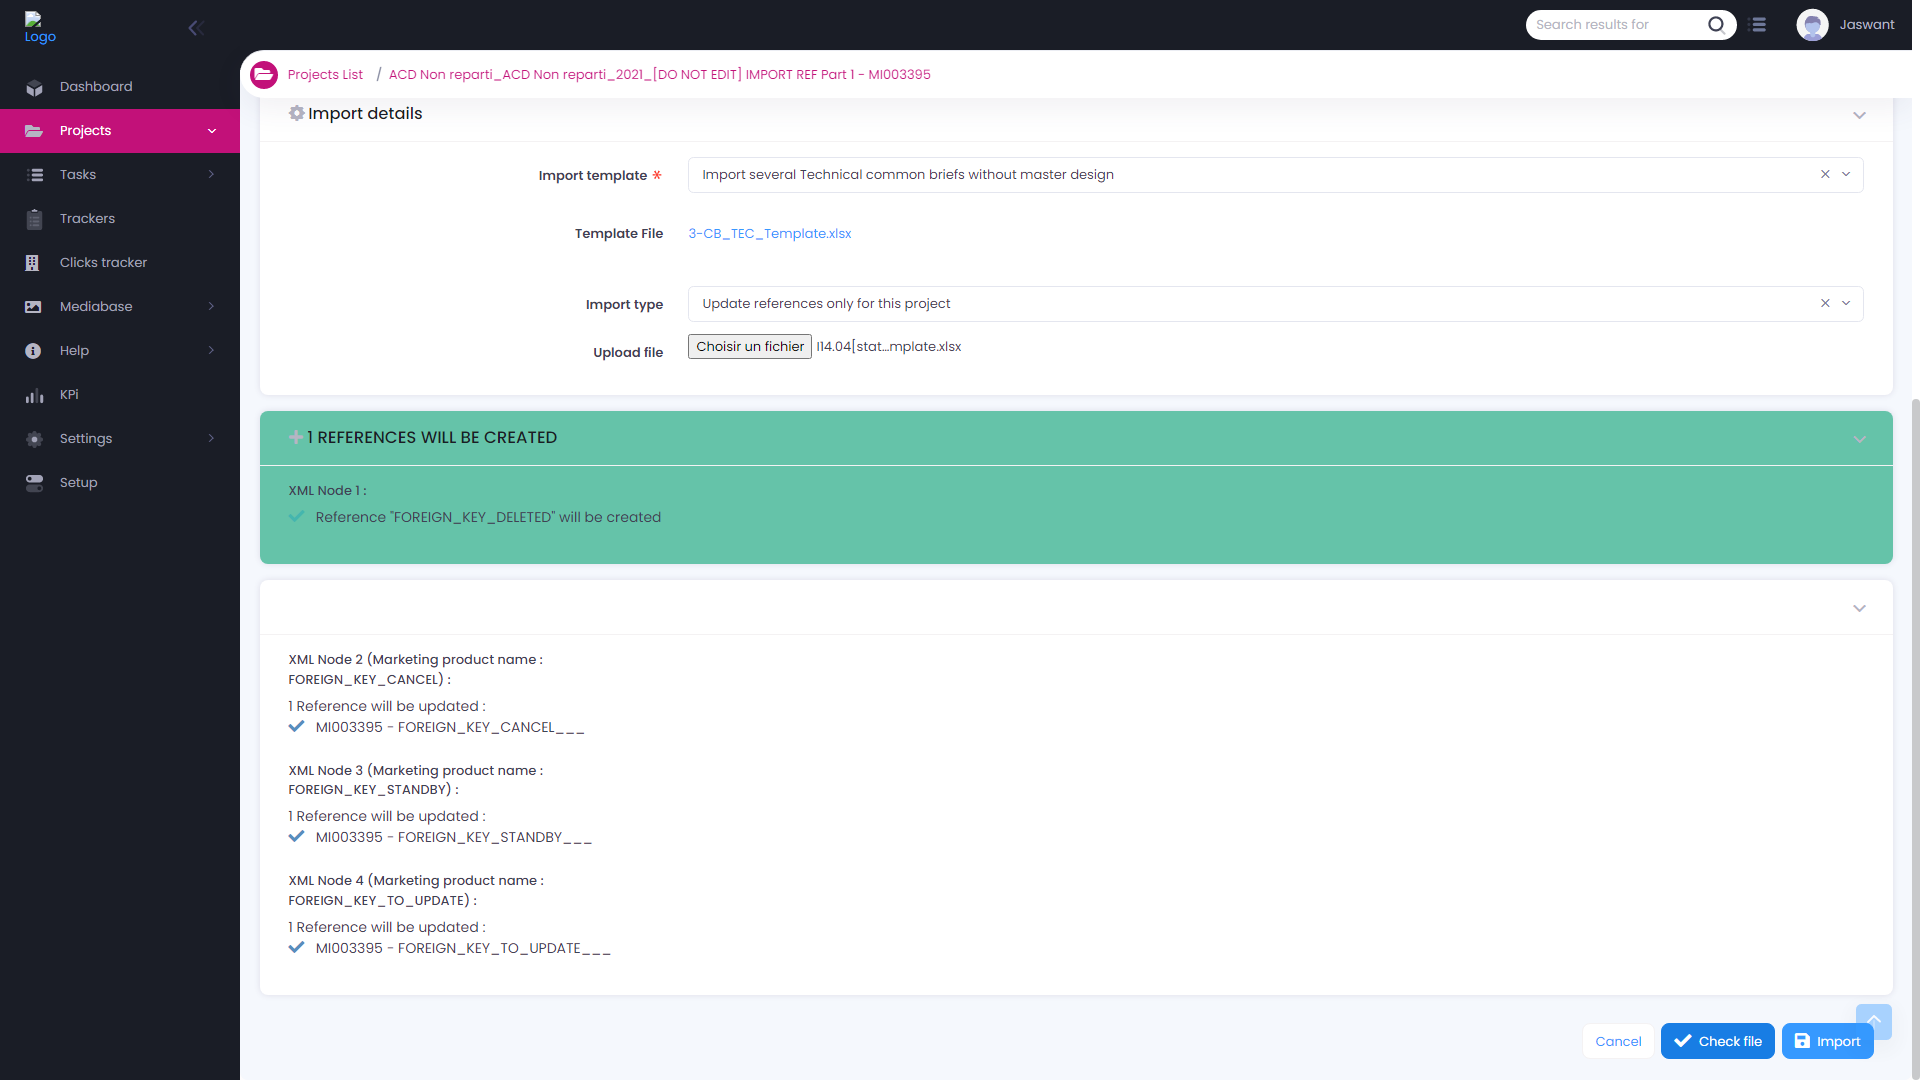 Logo
Search results for
Jaswant
Dashboard
Projects
Tasks
Trackers
Clicks tracker
Mediabase
Help
KPi
Settings
Setup
Projects List / ACD Non reparti_ACD Non reparti_2021_[DO NOT EDIT] IMPORT REF Part 1 - MI003395
Import details
Import template *
Import several Technical common briefs without master design
Template File
3-CB_TEC_Template.xlsx
Import type
Update references only for this project
Upload file
Choisir un fichier I14.04[stat...mplate.xlsx
1 REFERENCES WILL BE CREATED
XML Node 1 :
Reference "FOREIGN_KEY_DELETED" will be created
XML Node 2 (Marketing product name :
FOREIGN_KEY_CANCEL) :
1 Reference will be updated :
MI003395 - FOREIGN_KEY_CANCEL___
XML Node 3 (Marketing product name :
FOREIGN_KEY_STANDBY) :
1 Reference will be updated :
MI003395 - FOREIGN_KEY_STANDBY___
XML Node 4 (Marketing product name :
FOREIGN_KEY_TO_UPDATE) :
1 Reference will be updated :
MI003395 - FOREIGN_KEY_TO_UPDATE___
Cancel
Check file
Import